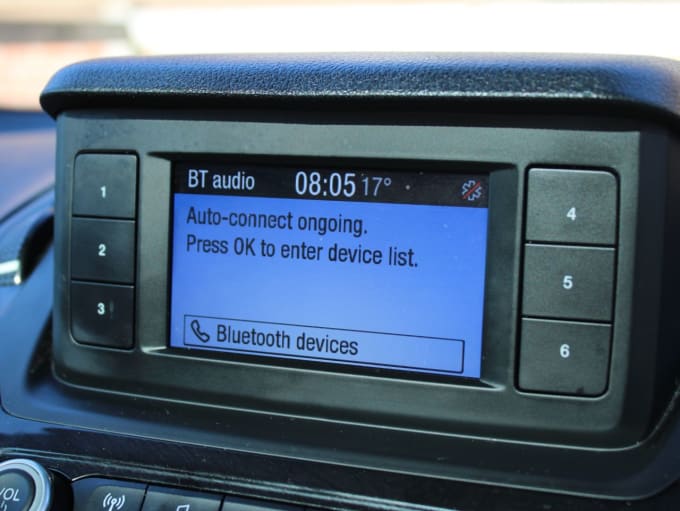 BT audio 08:05 17°
Auto-connect ongoing.
Press OK to enter device list.
Bluetooth devices
1
2
3
4
5
6
VOL